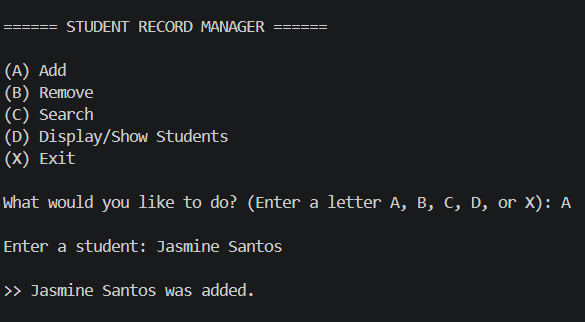 ====== STUDENT RECORD MANAGER ======
(A) Add
(B) Remove
(C) Search
(D) Display/Show Students
(X) Exit
What would you like to do? (Enter a letter A, B, C, D, or X): A
Enter a student: Jasmine Santos
>> Jasmine Santos was added.